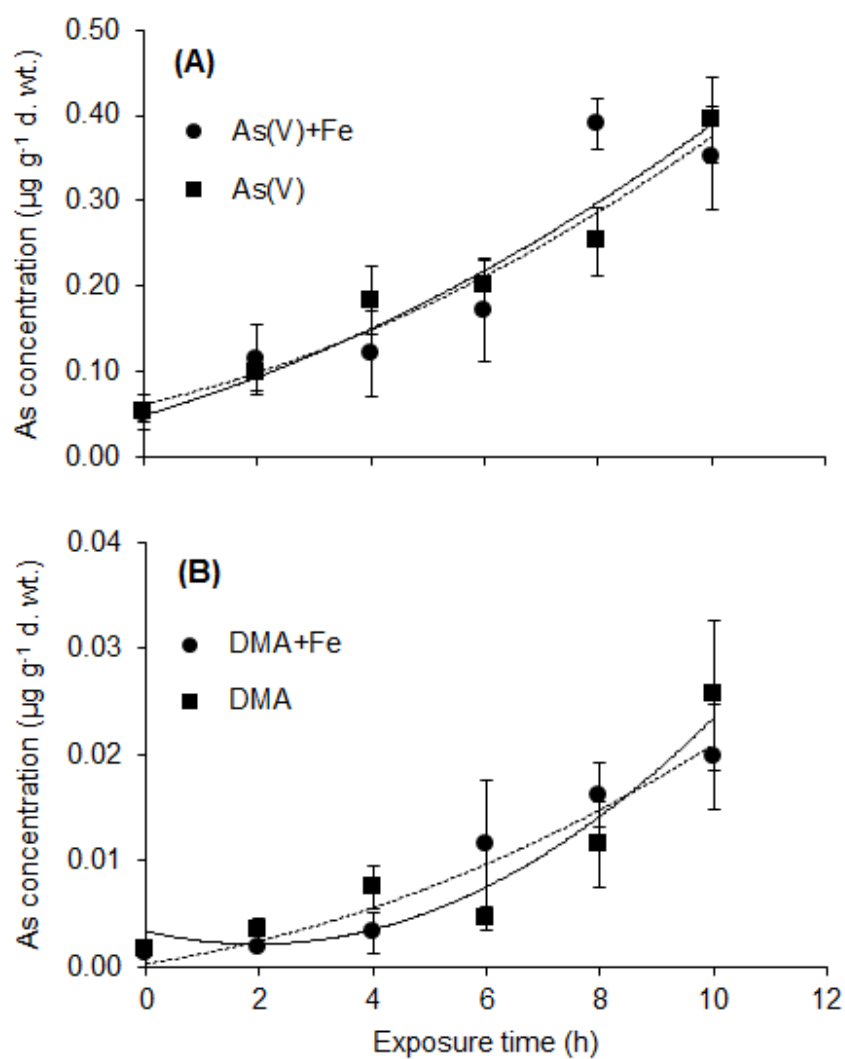 As concentration (µg g⁻¹ d. wt.)
0.50
0.40
0.30
0.20
0.10
0.00
(A)
As(V)+Fe
As(V)
As concentration (µg g⁻¹ d. wt.)
0.04
0.03
0.02
0.01
0.00
(B)
DMA+Fe
DMA
0 2 4 6 8 10 12
Exposure time (h)